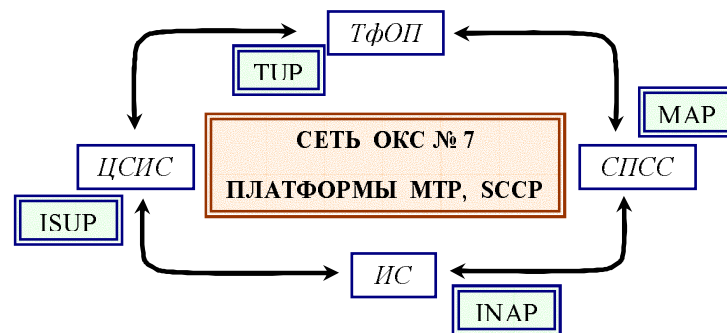 ТфОП
TUP
MAP
СЕТЬ ОКС № 7
ПЛАТФОРМЫ MTP, SCCP
ЦСИС
СПСС
ISUP
ИС
INAP